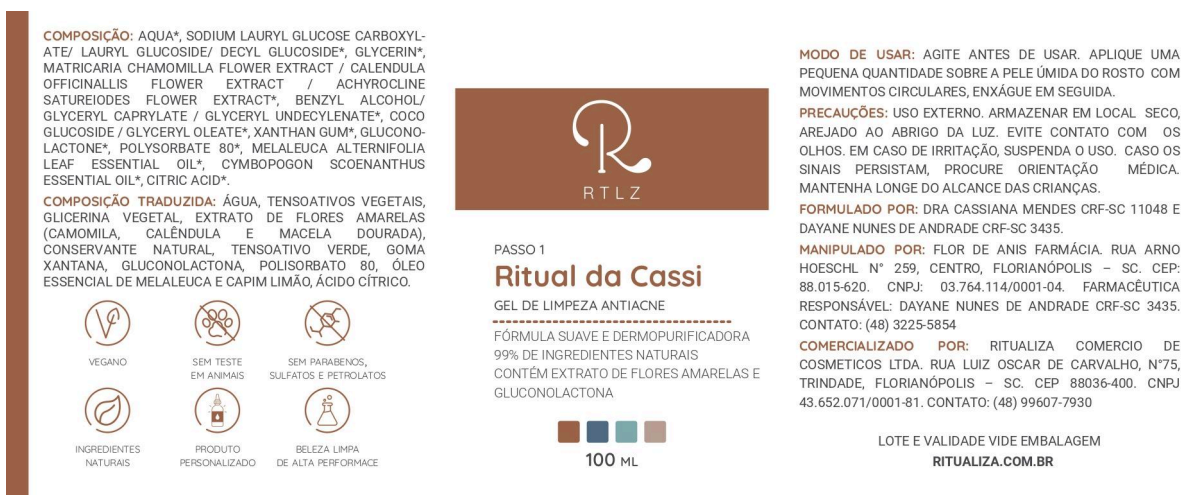 COMPOSIÇÃO: AQUA*, SODIUM LAURYL GLUCOSE CARBOXYL-
ATE/ LAURYL GLUCOSIDE/ DECYL GLUCOSIDE*, GLYCERIN*,
MATRICARIA CHAMOMILLA FLOWER EXTRACT / CALENDULA
OFFICINALLIS FLOWER EXTRACT / ACHYROCLINE
SATUREIODES FLOWER EXTRACT*, BENZYL ALCOHOL/
GLYCERYL CAPRYLATE / GLYCERYL UNDECYLENATE*, COCO
GLUCOSIDE / GLYCERYL OLEATE*, XANTHAN GUM*, GLUCONO-
LACTONE*, POLYSORBATE 80*, MELALEUCA ALTERNIFOLIA
LEAF ESSENTIAL OIL*, CYMBOPOGON SCOENANTHUS
ESSENTIAL OIL*, CITRIC ACID*.
COMPOSIÇÃO TRADUZIDA: ÁGUA, TENSOATIVOS VEGETAIS,
GLICERINA VEGETAL, EXTRATO DE FLORES AMARELAS
(CAMOMILA, CALÊNDULA E MACELA DOURADA),
CONSERVANTE NATURAL, TENSOATIVO VERDE, GOMA
XANTANA, GLUCONOLACTONA, POLISORBATO 80, ÓLEO
ESSENCIAL DE MELALEUCA E CAPIM LIMÃO, ÁCIDO CÍTRICO.
VEGANO
SEM TESTE
EM ANIMAIS
SEM PARABENOS,
SULFATOS E PETROLATOS
INGREDIENTES
NATURAIS
PRODUTO
PERSONALIZADO
BELEZA LIMPA
DE ALTA PERFORMACE
R
RTLZ
PASSO 1
Ritual da Cassi
GEL DE LIMPEZA ANTIACNE
FÓRMULA SUAVE E DERMOPURIFICADORA
99% DE INGREDIENTES NATURAIS
CONTÉM EXTRATO DE FLORES AMARELAS E
GLUCONOLACTONA
100 ML
MODO DE USAR: AGITE ANTES DE USAR. APLIQUE UMA
PEQUENA QUANTIDADE SOBRE A PELE ÚMIDA DO ROSTO COM
MOVIMENTOS CIRCULARES, ENXÁGUE EM SEGUIDA.
PRECAUÇÕES: USO EXTERNO. ARMAZENAR EM LOCAL SECO,
AREJADO AO ABRIGO DA LUZ. EVITE CONTATO COM OS
OLHOS. EM CASO DE IRRITAÇÃO, SUSPENDA O USO. CASO OS
SINAIS PERSISTAM, PROCURE ORIENTAÇÃO MÉDICA.
MANTENHA LONGE DO ALCANCE DAS CRIANÇAS.
FORMULADO POR: DRA CASSIANA MENDES CRF-SC 11048 E
DAYANE NUNES DE ANDRADE CRF-SC 3435.
MANIPULADO POR: FLOR DE ANIS FARMÁCIA. RUA ARNO
HOESCHL N° 259, CENTRO, FLORIANÓPOLIS – SC. CEP:
88.015-620. CNPJ: 03.764.114/0001-04. FARMACÊUTICA
RESPONSÁVEL: DAYANE NUNES DE ANDRADE CRF-SC 3435.
CONTATO: (48) 3225-5854
COMERCIALIZADO POR: RITUALIZA COMERCIO DE
COSMETICOS LTDA. RUA LUIZ OSCAR DE CARVALHO, N°75,
TRINDADE, FLORIANÓPOLIS – SC. CEP 88036-400. CNPJ
43.652.071/0001-81. CONTATO: (48) 99607-7930
LOTE E VALIDADE VIDE EMBALAGEM
RITUALIZA.COM.BR